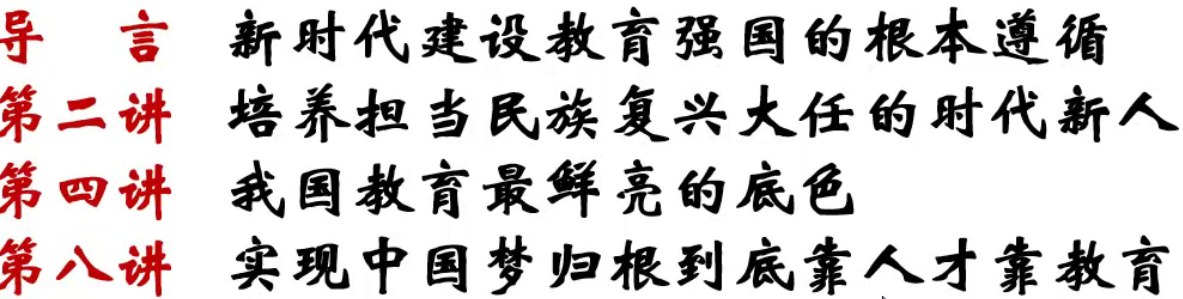 导 言 新时代建设教育强国的根本遵循
第二讲 培养担当民族复兴大任的时代新人
第四讲 我国教育最鲜亮的底色
第八讲 实现中国梦归根到底靠人才靠教育